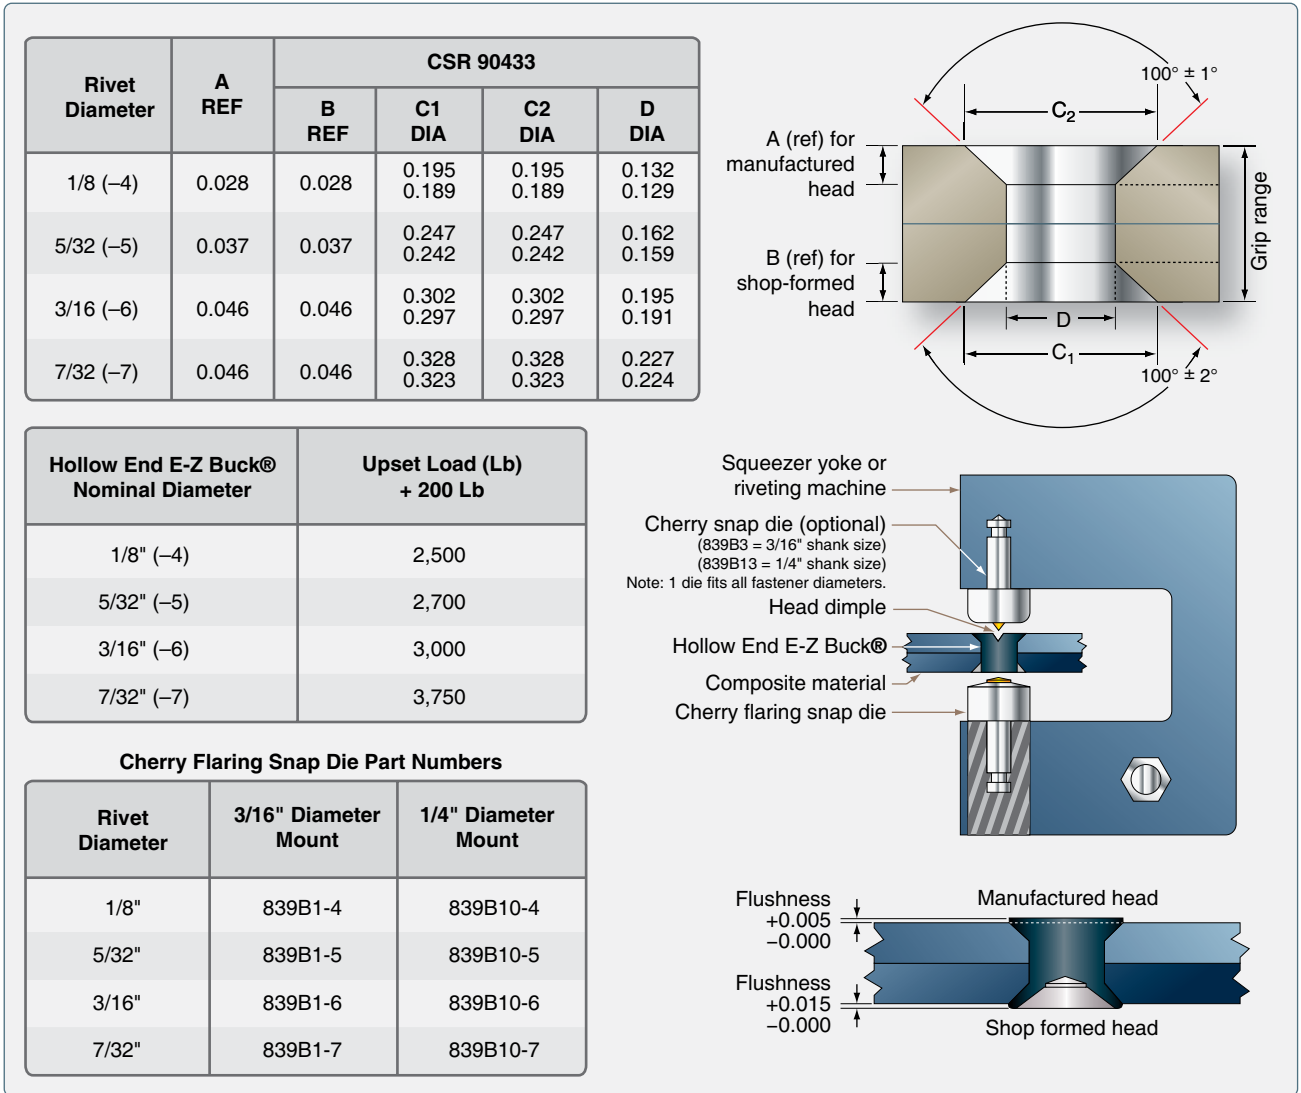 CSR 90433
Rivet
Diameter
A
REF
B
REF
C1
DIA
C2
DIA
D
DIA
1/8 (–4) 0.028 0.028 0.195 0.195 0.132
0.189 0.189 0.129
5/32 (–5) 0.037 0.037 0.247 0.247 0.162
0.242 0.242 0.159
3/16 (–6) 0.046 0.046 0.302 0.302 0.195
0.297 0.297 0.191
7/32 (–7) 0.046 0.046 0.328 0.328 0.227
0.323 0.323 0.224
100° ± 1°
C2
A (ref) for
manufactured
head
Grip range
B (ref) for
shop-formed
head
D
C1
100° ± 2°
Hollow End E-Z Buck®
Nominal Diameter
Upset Load (Lb)
+ 200 Lb
1/8" (–4) 2,500
5/32" (–5) 2,700
3/16" (–6) 3,000
7/32" (–7) 3,750
Squeezer yoke or
riveting machine
Cherry snap die (optional)
(839B3 = 3/16" shank size)
(839B13 = 1/4" shank size)
Note: 1 die fits all fastener diameters.
Head dimple
Hollow End E-Z Buck®
Composite material
Cherry flaring snap die
Cherry Flaring Snap Die Part Numbers
Rivet
Diameter
3/16" Diameter
Mount
1/4" Diameter
Mount
1/8" 839B1-4 839B10-4
5/32" 839B1-5 839B10-5
3/16" 839B1-6 839B10-6
7/32" 839B1-7 839B10-7
Flushness
+0.005
–0.000
Manufactured head
Flushness
+0.015
–0.000
Shop formed head